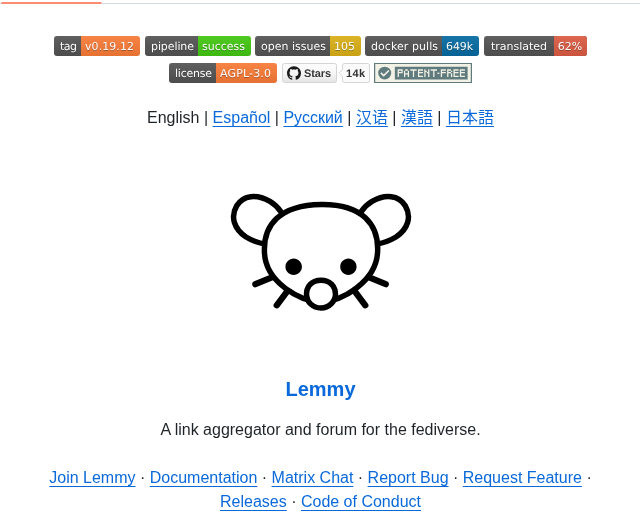 tag v0.19.12 pipeline success open issues 105 docker pulls 649k translated 62%
license AGPL-3.0 Stars 14k PATENT-FREE
English | Español | Русский | 汉语 | 漢語 | 日本語
Lemmy
A link aggregator and forum for the fediverse.
Join Lemmy · Documentation · Matrix Chat · Report Bug · Request Feature ·
Releases · Code of Conduct